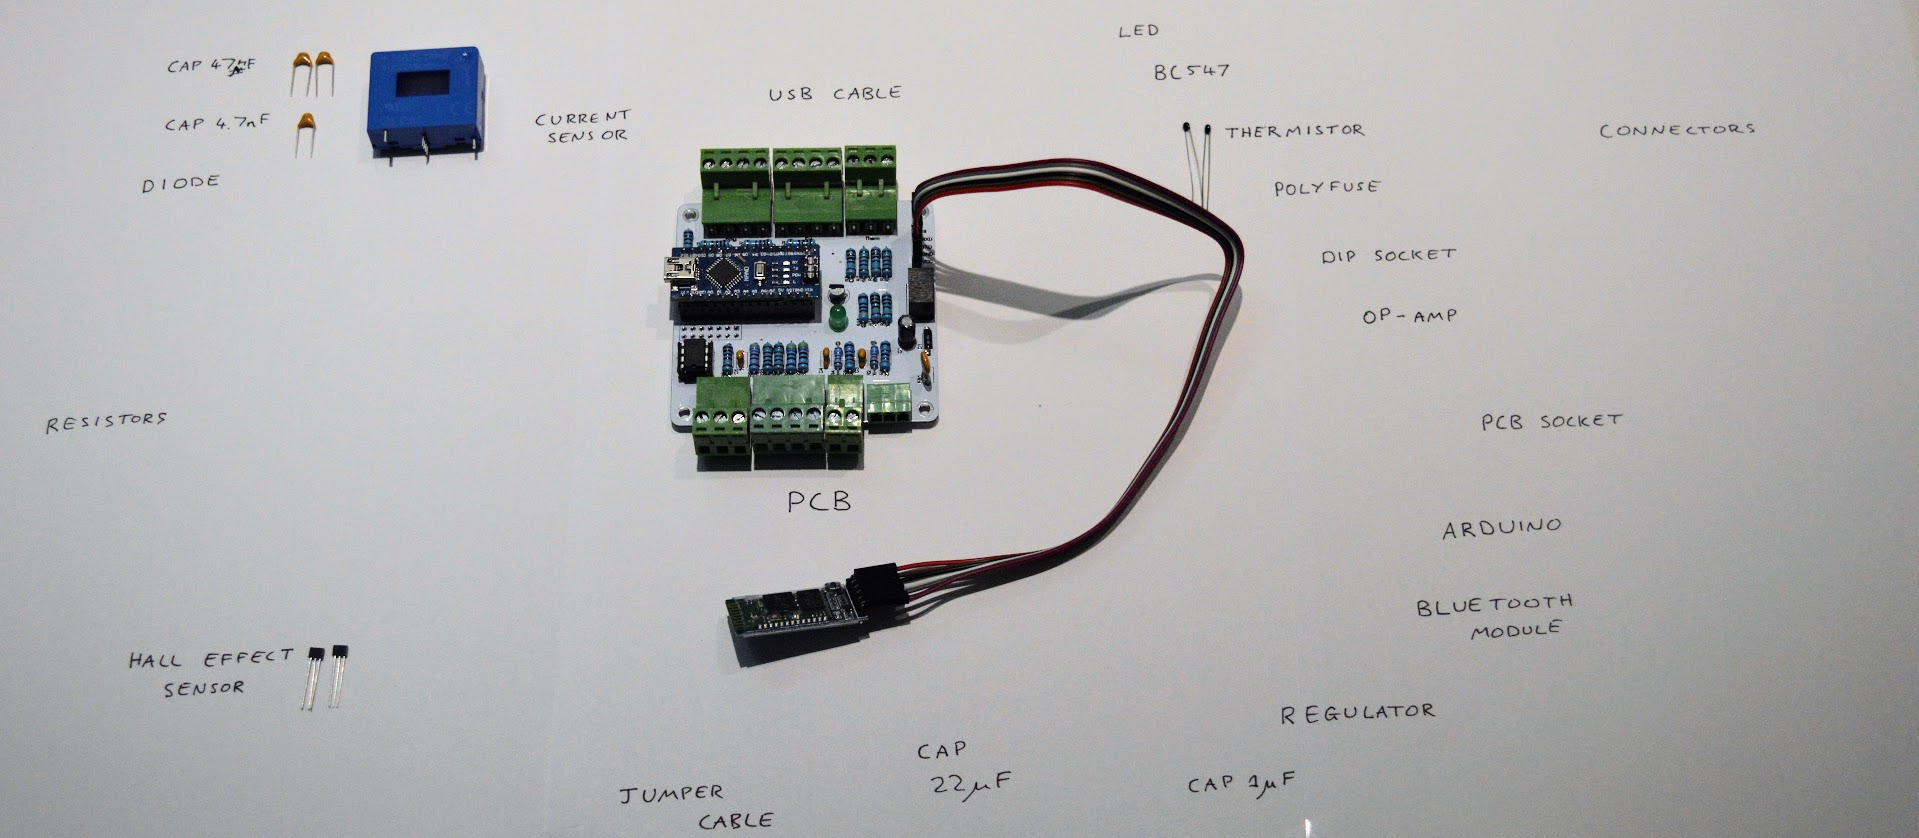 LED
CAP 47nF
BC547
USB CABLE
CAP 4.7nF
CURRENT
SENSOR
THERMISTOR
CONNECTORS
DIODE
POLYFUSE
DIP SOCKET
OP-AMP
RESISTORS
PCB SOCKET
PCB
ARDUINO
BLUETOOTH
MODULE
HALL EFFECT
SENSOR
REGULATOR
CAP
22µF
CAP 1µF
JUMPER
CABLE